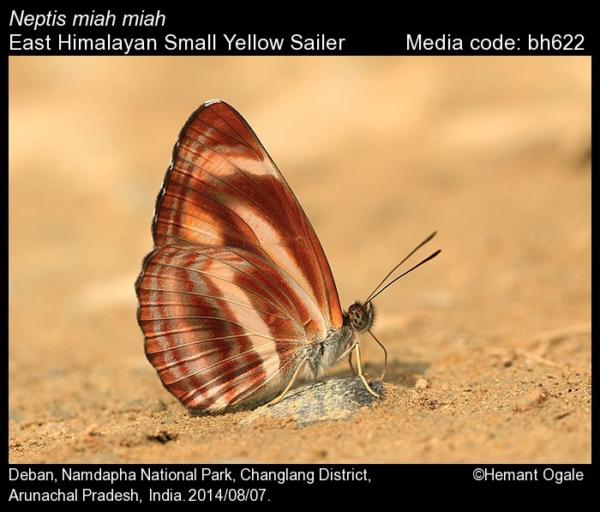 Neptis miah miah
East Himalayan Small Yellow Sailer Media code: bh622
Deban, Namdapha National Park, Changlang District, ©Hemant Ogale
Arunachal Pradesh, India. 2014/08/07.